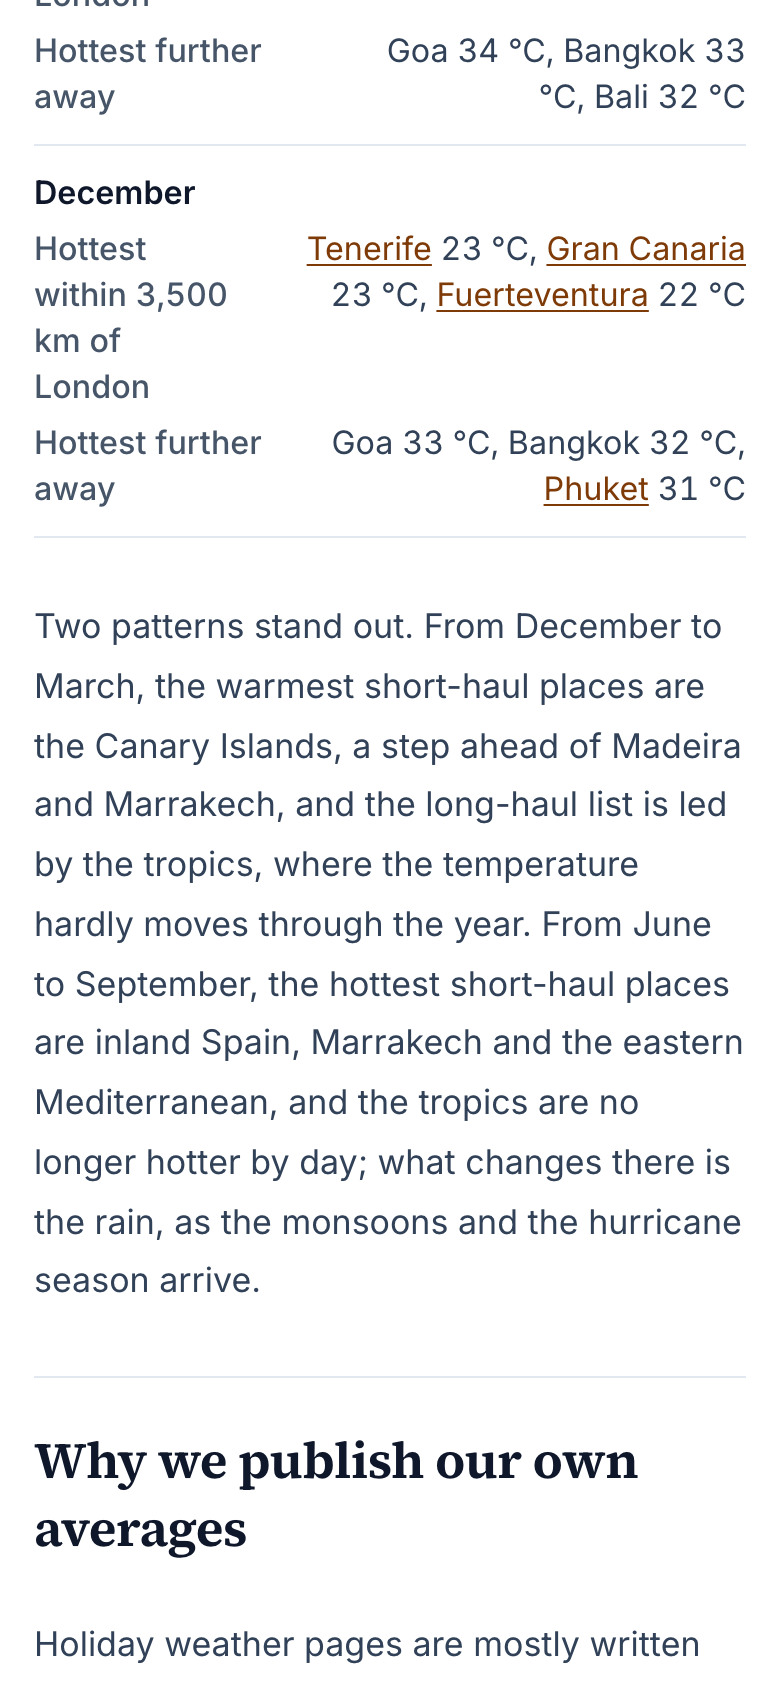 London
Hottest further away
Goa 34 °C, Bangkok 33 °C, Bali 32 °C
December
Hottest within 3,500 km of London
Tenerife 23 °C, Gran Canaria 23 °C, Fuerteventura 22 °C
Hottest further away
Goa 33 °C, Bangkok 32 °C, Phuket 31 °C
Two patterns stand out. From December to
March, the warmest short-haul places are
the Canary Islands, a step ahead of Madeira
and Marrakech, and the long-haul list is led
by the tropics, where the temperature
hardly moves through the year. From June
to September, the hottest short-haul places
are inland Spain, Marrakech and the eastern
Mediterranean, and the tropics are no
longer hotter by day; what changes there is
the rain, as the monsoons and the hurricane
season arrive.
Why we publish our own
averages
Holiday weather pages are mostly written